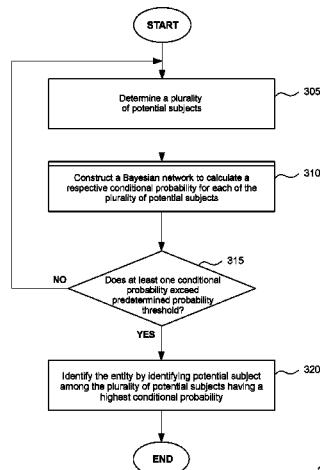 START
Determine a plurality
of potential subjects
305
Construct a Bayesian network to calculate a
respective conditional probability for each of the
plurality of potential subjects
310
315
Does at least one conditional
probability exceed
predetermined probability
threshold?
NO
YES
Identify the entity by identifying potential subject
among the plurality of potential subjects having a
highest conditional probability
320
END